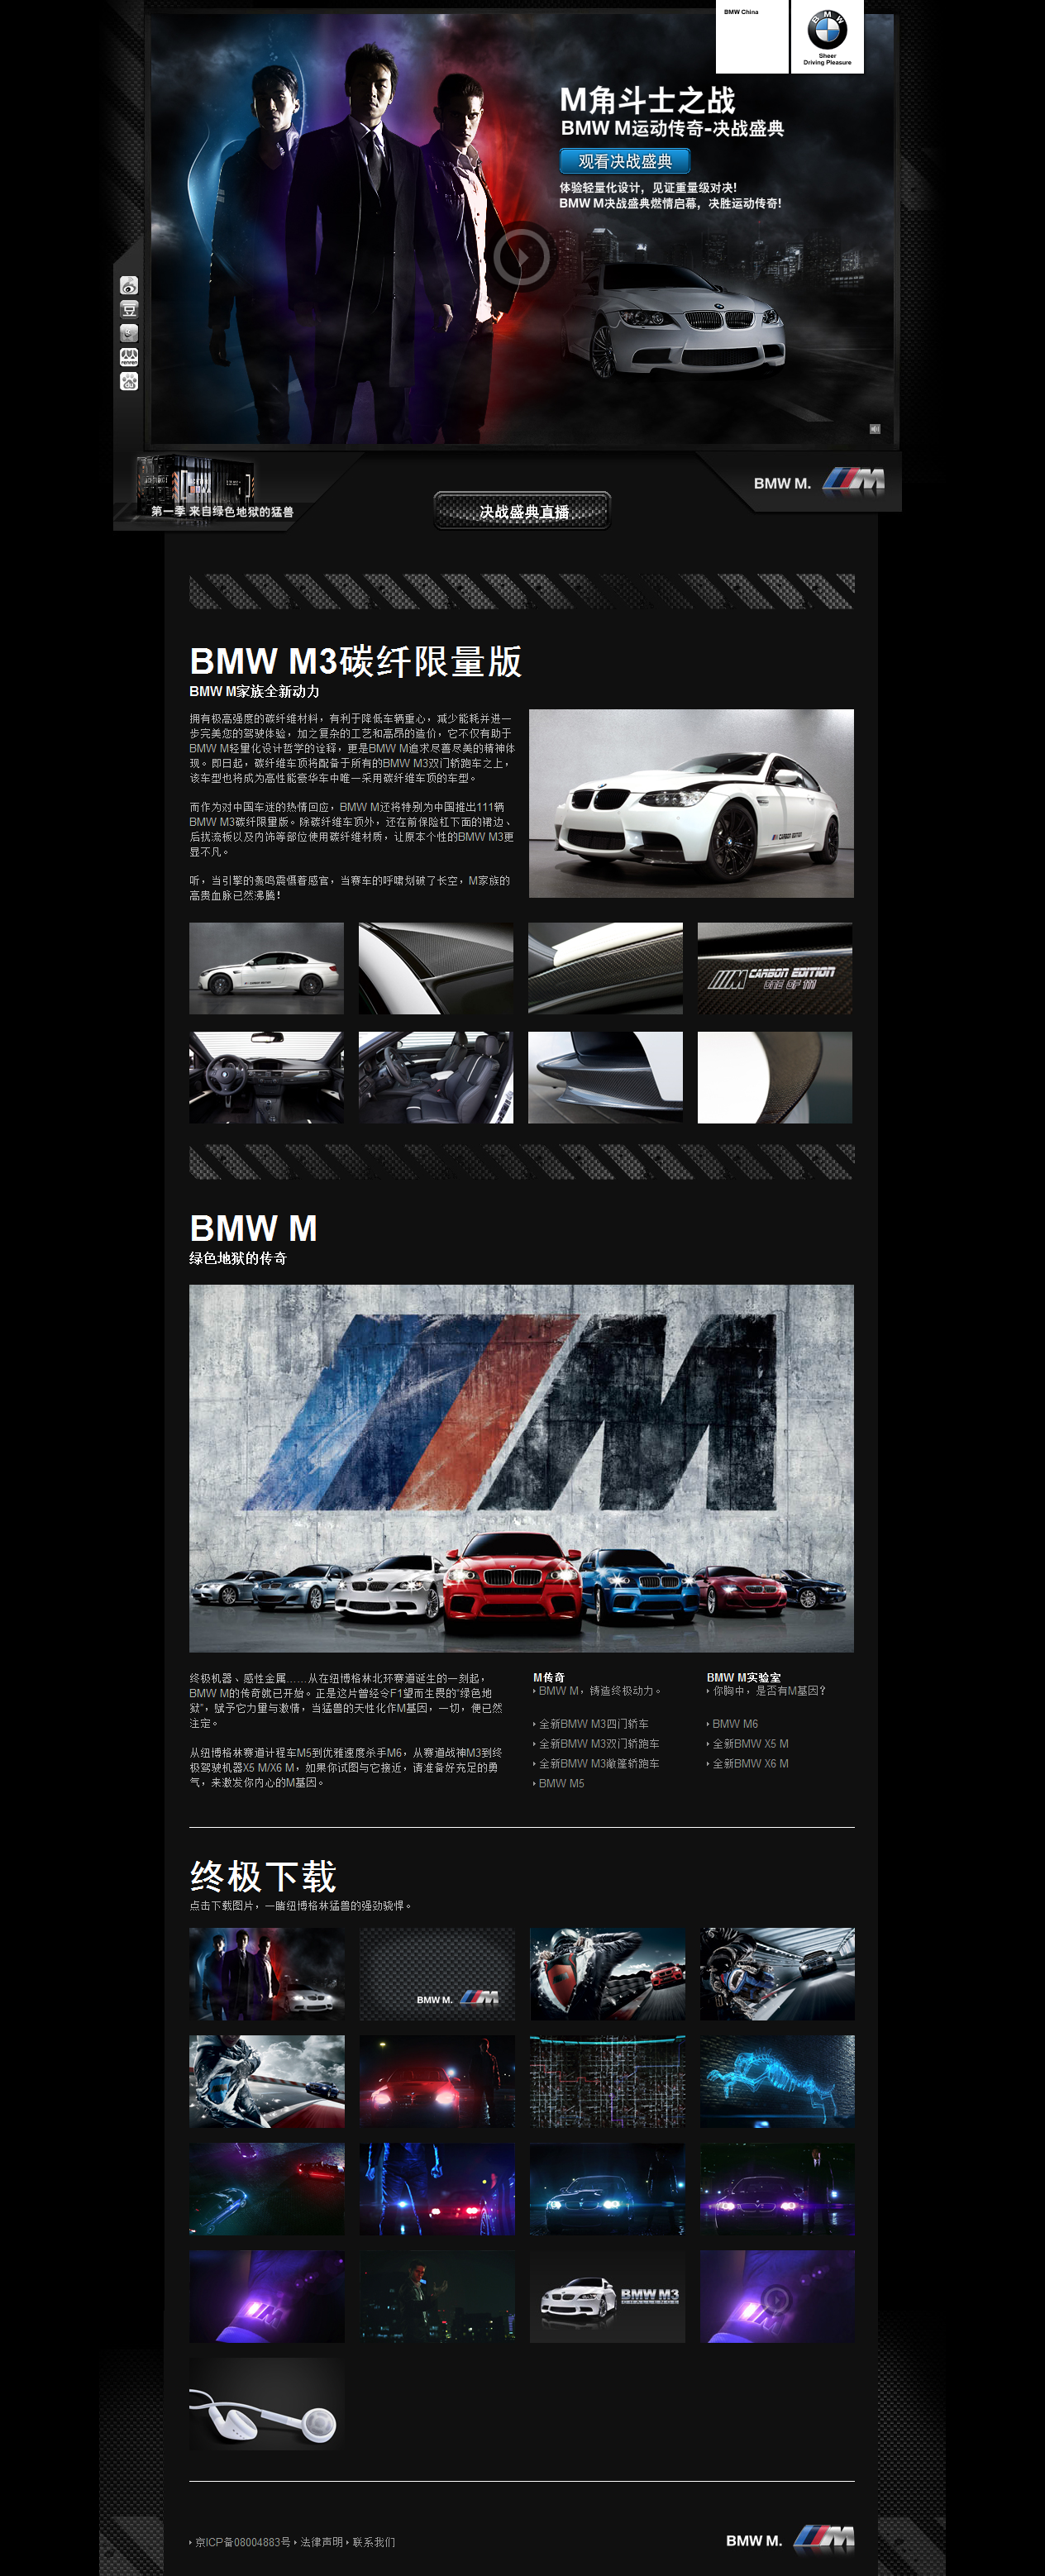 BMW China
BMW
Sheer
Driving Pleasure
M角斗士之战
BMW M运动传奇-决战盛典
观看决战盛典
体验轻量化设计，见证重量级对决!
BMW M决战盛典燃情启幕，决胜运动传奇!
豆
第一季 来自绿色地狱的猛兽
决战盛典直播
BMW M.
BMW M3碳纤限量版
BMW M家族全新动力
拥有极高强度的碳纤维材料，有利于降低车辆重心，减少能耗并进一
步完美您的驾驶体验，加之复杂的工艺和高昂的造价，它不仅有助于
BMW M轻量化设计哲学的诠释，更是BMW M追求尽善尽美的精神体
现。即日起，碳纤维车顶将配备于所有的BMW M3双门轿跑车之上，
该车型也将成为高性能豪华车中唯一采用碳纤维车顶的车型。
而作为对中国车迷的热情回应，BMW M还将特别为中国推出111辆
BMW M3碳纤限量版。除碳纤维车顶外，还在前保险杠下面的裙边、
后扰流板以及内饰等部位使用碳纤维材质，让原本个性的BMW M3更
显不凡。
听，当引擎的轰鸣震慑着感官，当赛车的呼啸划破了长空，M家族的
高贵血脉已然沸腾！
M CARBON EDITION
M CARBON EDITION
M CARBON EDITION
ONE OF 111
BMW M
绿色地狱的传奇
M
终极机器、感性金属……从在纽博格林北环赛道诞生的一刻起，
BMW M的传奇就已开始。正是这片曾经令F1望而生畏的“绿色地
狱”，赋予它力量与激情，当猛兽的天性化作M基因，一切，便已然
注定。
从纽博格林赛道计程车M5到优雅速度杀手M6，从赛道战神M3到终
极驾驶机器X5 M/X6 M，如果你试图与它接近，请准备好充足的勇
气，来激发你内心的M基因。
M传奇
BMW M，铸造终极动力。
全新BMW M3四门轿车
全新BMW M3双门轿跑车
全新BMW M3敞篷轿跑车
BMW M5
BMW M实验室
你胸中，是否有M基因？
BMW M6
全新BMW X5 M
全新BMW X6 M
终极下载
点击下载图片，一睹纽博格林猛兽的强劲骁悍。
BMW M.
BMW M3
CHALLENGE
京ICP备08004883号 法律声明 联系我们
BMW M.